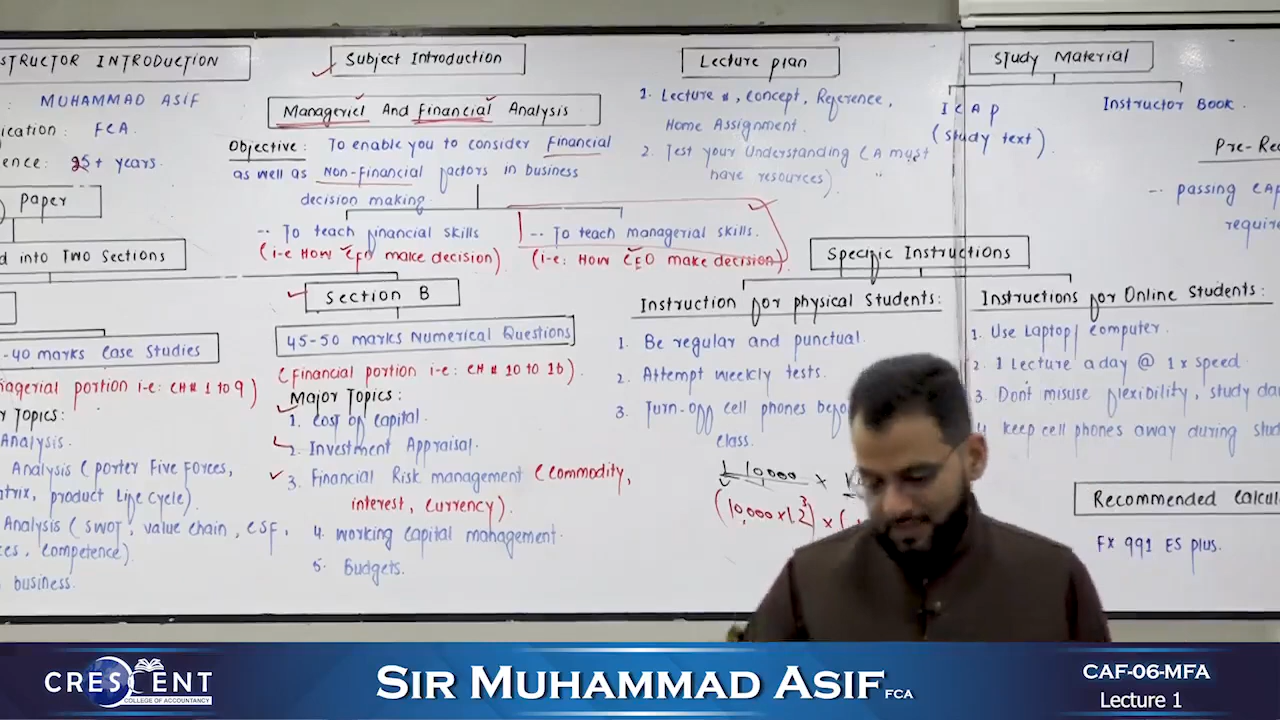 STRUCTOR INTRODUCTION
: MUHAMMAD ASIF
ication: FCA
ence: 25+ years.
Paper
d into TWO Sections
-40 marks Case Studies
nagerial portion i-e: CH# 1 to 9)
r Topics:
Analysis.
Analysis (porter Five Forces,
trix, product Life Cycle).
Analysis (SWOT, value chain, CSF,
ces, competence).
business.
Subject Introduction
Managerial And Financial Analysis
Objective: To enable you to consider Financial
as well as Non-Financial factors in business
decision making.
-- To teach financial skills
(i-e How CFO make decision)
-- To teach managerial skills.
(i-e: How CEO make decision).
Section B
45-50 marks Numerical Questions
(Financial portion i-e: CH # 10 to 16).
Major Topics:
1. Cost of Capital.
2. Investment Appraisal.
3. Financial Risk management (Commodity,
interest, Currency).
4. Working Capital management.
5. Budgets.
Lecture plan
1. Lecture #, Concept, Reference,
Home Assignment.
2. Test your Understanding (A must
have resources).
Study Material
ICAP
(Study text)
Instructor Book.
Pre-Re
-- passing CAF
require
Specific Instructions
Instruction for physical Students:
1. Be regular and punctual.
2. Attempt weekly tests.
3. Turn-off cell phones befo
class.
10,000 ×
(10,000×1.2³) × (
Instructions for Online Students:
1. Use Laptop/ Computer.
2. 1 Lecture a day @ 1x speed.
3. Don't misuse flexibility, study da
4. Keep cell phones away during stud
Recommended Calcu
FX 991 ES plus.
CRESCENT
COLLEGE OF ACCOUNTANCY
SIR MUHAMMAD ASIF FCA
CAF-06-MFA
Lecture 1